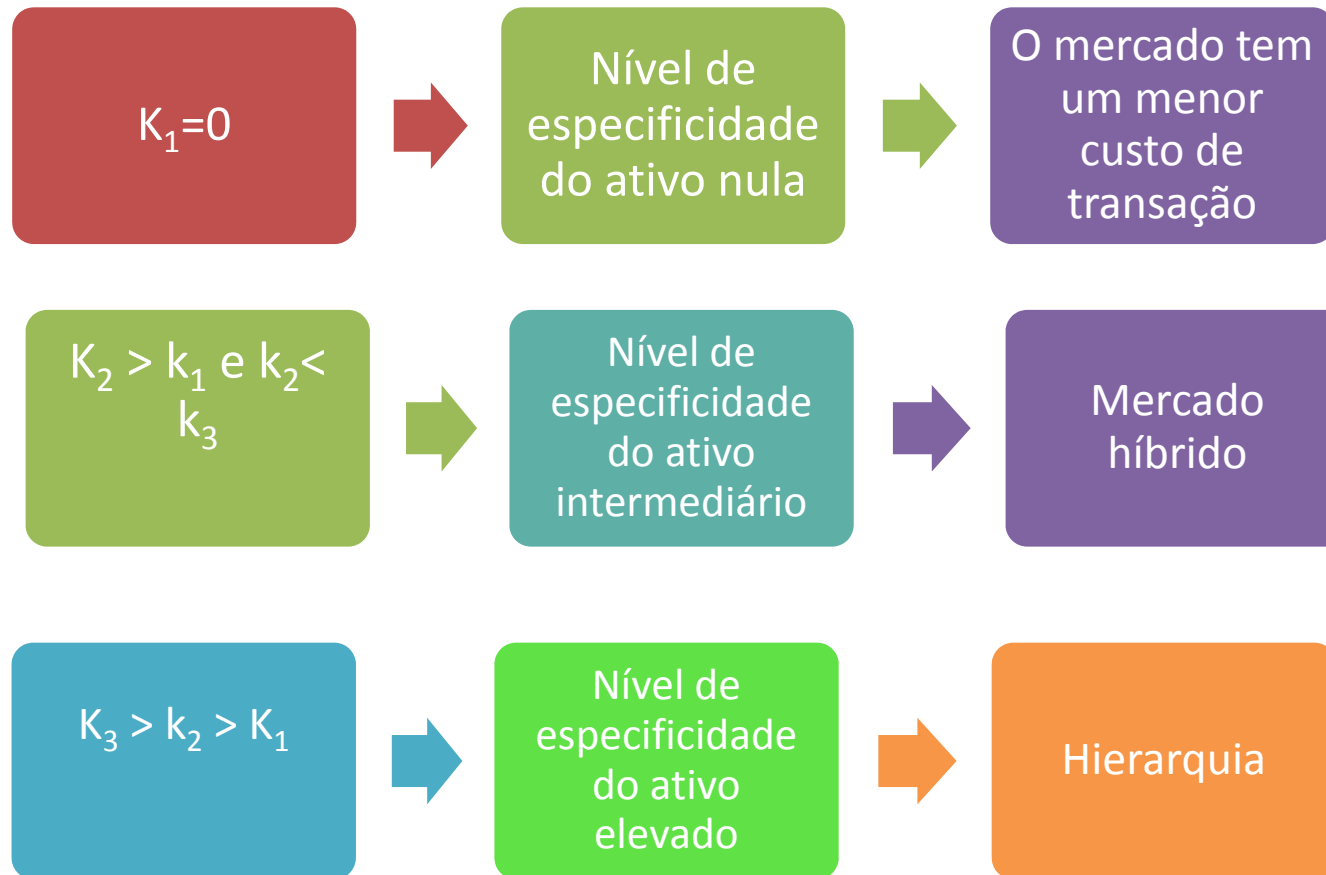 K₁=0
Nível de
especificidade
do ativo nula
O mercado tem
um menor
custo de
transação
K₂ > k₁ e k₂<
k₃
Nível de
especificidade
do ativo
intermediário
Mercado
híbrido
K₃ > k₂ > K₁
Nível de
especificidade
do ativo
elevado
Hierarquia